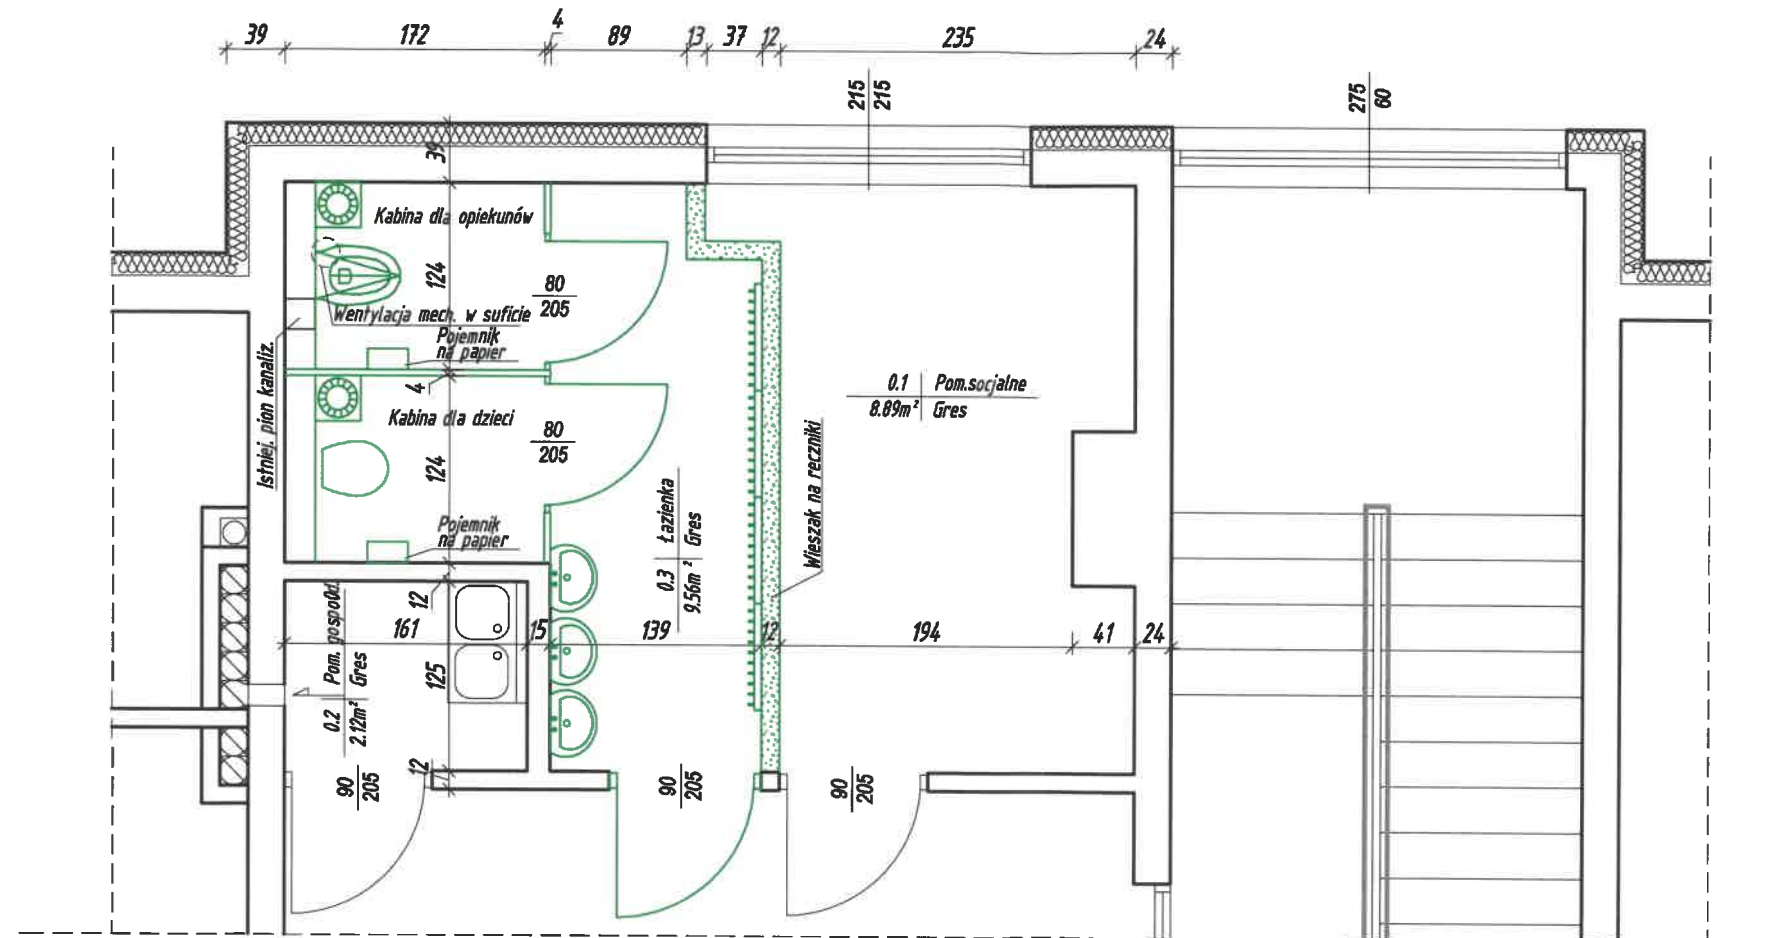 39
172
4
89
13
37
12
235
24
215
215
275
60
39
Kabina dla opiekunów
124
80
205
Wentylacja mech. w suficie
Pojemnik
na papier
Istniej. pion kanaliz.
4
Kabina dla dzieci
80
205
124
0.1 Pom.socjalne
8.89m² Gres
Wieszak na reczniki
0.3 Łazienka
9.56m² Gres
Pojemnik
na papier
12
161
15
139
12
194
41
24
125
0.2 Pom. gospood.
2.12m² Gres
12
90
205
90
205
90
205